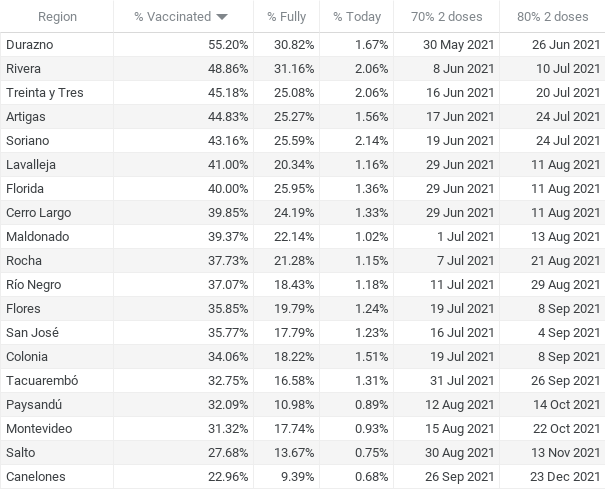 Region % Vaccinated % Fully % Today 70% 2 doses 80% 2 doses
Durazno 55.20% 30.82% 1.67% 30 May 2021 26 Jun 2021
Rivera 48.86% 31.16% 2.06% 8 Jun 2021 10 Jul 2021
Treinta y Tres 45.18% 25.08% 2.06% 16 Jun 2021 20 Jul 2021
Artigas 44.83% 25.27% 1.56% 17 Jun 2021 24 Jul 2021
Soriano 43.16% 25.59% 2.14% 19 Jun 2021 24 Jul 2021
Lavalleja 41.00% 20.34% 1.16% 29 Jun 2021 11 Aug 2021
Florida 40.00% 25.95% 1.36% 29 Jun 2021 11 Aug 2021
Cerro Largo 39.85% 24.19% 1.33% 29 Jun 2021 11 Aug 2021
Maldonado 39.37% 22.14% 1.02% 1 Jul 2021 13 Aug 2021
Rocha 37.73% 21.28% 1.15% 7 Jul 2021 21 Aug 2021
Río Negro 37.07% 18.43% 1.18% 11 Jul 2021 29 Aug 2021
Flores 35.85% 19.79% 1.24% 19 Jul 2021 8 Sep 2021
San José 35.77% 17.79% 1.23% 16 Jul 2021 4 Sep 2021
Colonia 34.06% 18.22% 1.51% 19 Jul 2021 8 Sep 2021
Tacuarembó 32.75% 16.58% 1.31% 31 Jul 2021 26 Sep 2021
Paysandú 32.09% 10.98% 0.89% 12 Aug 2021 14 Oct 2021
Montevideo 31.32% 17.74% 0.93% 15 Aug 2021 22 Oct 2021
Salto 27.68% 13.67% 0.75% 30 Aug 2021 13 Nov 2021
Canelones 22.96% 9.39% 0.68% 26 Sep 2021 23 Dec 2021